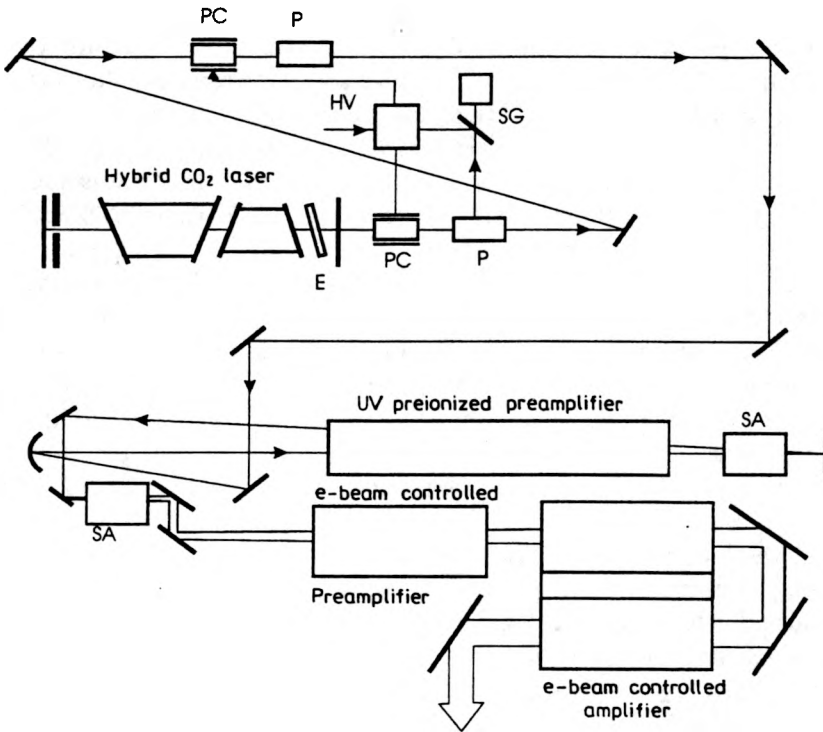 PC
P
HV
SG
Hybrid CO₂ laser
E
PC
P
UV preionized preamplifier
SA
e-beam controlled
SA
Preamplifier
e-beam controlled
amplifier